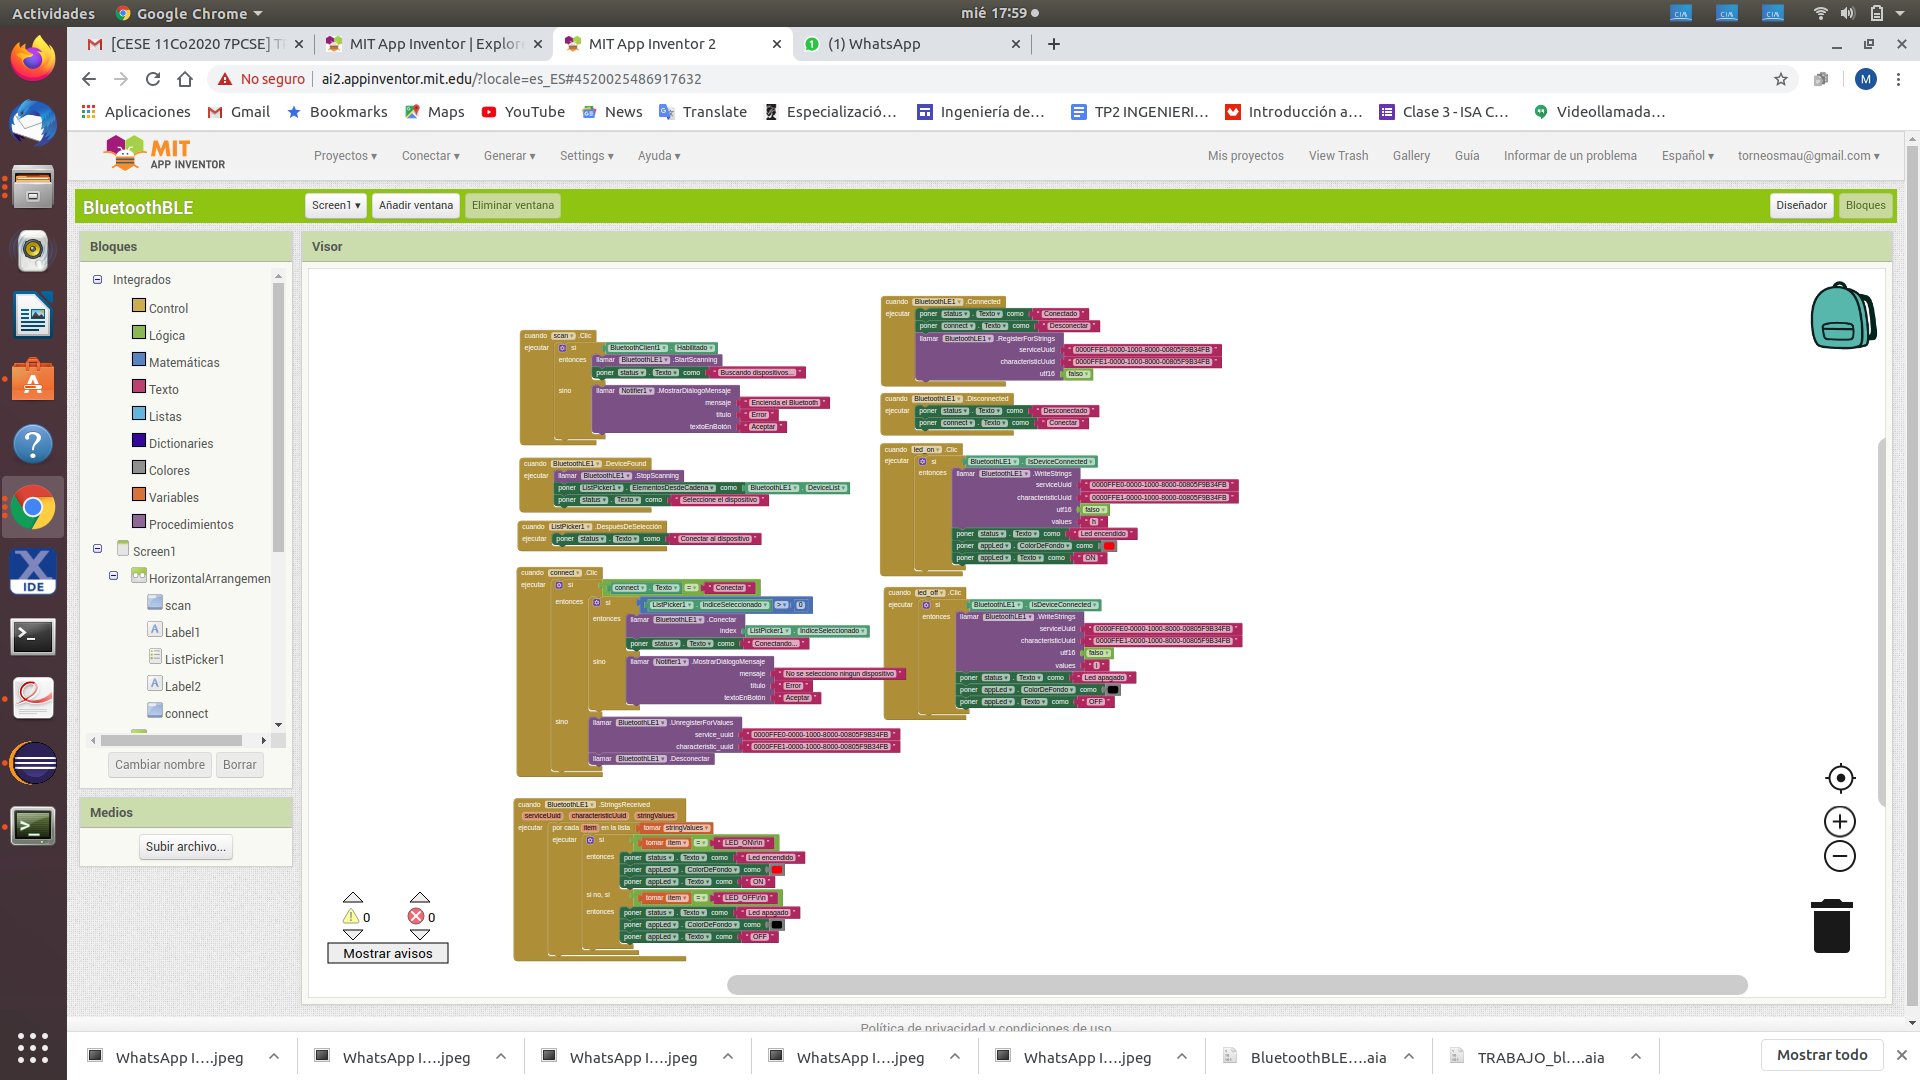 Actividades
Google Chrome
mié 17:59
[CESE 11Co2020 7PCSE] T
MIT App Inventor | Explor
MIT App Inventor 2
(1) WhatsApp
No seguro
ai2.appinventor.mit.edu/?locale=es_ES#4520025486917632
M
Aplicaciones
Gmail
Bookmarks
Maps
YouTube
News
Translate
Especializació…
Ingeniería de…
TP2 INGENIERI…
Introducción a…
Clase 3 - ISA C…
Videollamada…
MIT
APP INVENTOR
Proyectos ▾
Conectar ▾
Generar ▾
Settings ▾
Ayuda ▾
Mis proyectos
View Trash
Gallery
Guía
Informar de un problema
Español ▾
torneosmau@gmail.com ▾
BluetoothBLE
Screen1 ▾
Añadir ventana
Eliminar ventana
Diseñador
Bloques
Bloques
Integrados
Control
Lógica
Matemáticas
Texto
Listas
Dictionaries
Colores
Variables
Procedimientos
Screen1
HorizontalArrangemen
scan
Label1
ListPicker1
Label2
connect
Cambiar nombre
Borrar
Medios
Subir archivo...
Visor
cuando scan .Clic
ejecutar si BluetoothClient1 . Habilitado
entonces llamar BluetoothLE1 .StartScanning
poner status . Texto como " Buscando dispositivos... "
sino llamar Notifier1 .MostrarDiálogoMensaje
mensaje " Encienda el Bluetooth "
título " Error "
textoEnBotón " Aceptar "
cuando BluetoothLE1 .DeviceFound
ejecutar llamar BluetoothLE1 .StopScanning
poner ListPicker1 . ElementosDesdeCadena como BluetoothLE1 . DeviceList
poner status . Texto como " Seleccione el dispositivo "
cuando ListPicker1 .DespuésDeSelección
ejecutar poner status . Texto como " Conectar al dispositivo "
cuando connect .Clic
ejecutar si connect . Texto = " Conectar "
entonces si ListPicker1 . IndiceSeleccionado > 0
entonces llamar BluetoothLE1 .Conectar
index ListPicker1 . IndiceSeleccionado
poner status . Texto como " Conectando... "
sino llamar Notifier1 .MostrarDiálogoMensaje
mensaje " No se selecciono ningun dispositivo "
título " Error "
textoEnBotón " Aceptar "
sino llamar BluetoothLE1 .UnregisterForValues
service_uuid " 0000FFE0-0000-1000-8000-00805F9B34FB "
characteristic_uuid " 0000FFE1-0000-1000-8000-00805F9B34FB "
llamar BluetoothLE1 .Desconectar
cuando BluetoothLE1 .StringsReceived
serviceUuid characteristicUuid stringValues
ejecutar por cada item en la lista tomar stringValues
ejecutar si tomar item = " LED_ON\r\n "
entonces poner status . Texto como " Led encendido "
poner appLed . ColorDeFondo como
poner appLed . Texto como " ON "
si no, si tomar item = " LED_OFF\r\n "
entonces poner status . Texto como " Led apagado "
poner appLed . ColorDeFondo como
poner appLed . Texto como " OFF "
cuando BluetoothLE1 .Connected
ejecutar poner status . Texto como " Conectado "
poner connect . Texto como " Desconectar "
llamar BluetoothLE1 .RegisterForStrings
serviceUuid " 0000FFE0-0000-1000-8000-00805F9B34FB "
characteristicUuid " 0000FFE1-0000-1000-8000-00805F9B34FB "
utf16 falso
cuando BluetoothLE1 .Disconnected
ejecutar poner status . Texto como " Desconectado "
poner connect . Texto como " Conectar "
cuando led_on .Clic
ejecutar si BluetoothLE1 . IsDeviceConnected
entonces llamar BluetoothLE1 .WriteStrings
serviceUuid " 0000FFE0-0000-1000-8000-00805F9B34FB "
characteristicUuid " 0000FFE1-0000-1000-8000-00805F9B34FB "
utf16 falso
values " h "
poner status . Texto como " Led encendido "
poner appLed . ColorDeFondo como
poner appLed . Texto como " ON "
cuando led_off .Clic
ejecutar si BluetoothLE1 . IsDeviceConnected
entonces llamar BluetoothLE1 .WriteStrings
serviceUuid " 0000FFE0-0000-1000-8000-00805F9B34FB "
characteristicUuid " 0000FFE1-0000-1000-8000-00805F9B34FB "
utf16 falso
values " l "
poner status . Texto como " Led apagado "
poner appLed . ColorDeFondo como
poner appLed . Texto como " OFF "
0
0
Mostrar avisos
Política de privacidad y condiciones de uso
WhatsApp I....jpeg
WhatsApp I....jpeg
WhatsApp I....jpeg
WhatsApp I....jpeg
WhatsApp I....jpeg
BluetoothBLE....aia
TRABAJO_bl....aia
Mostrar todo